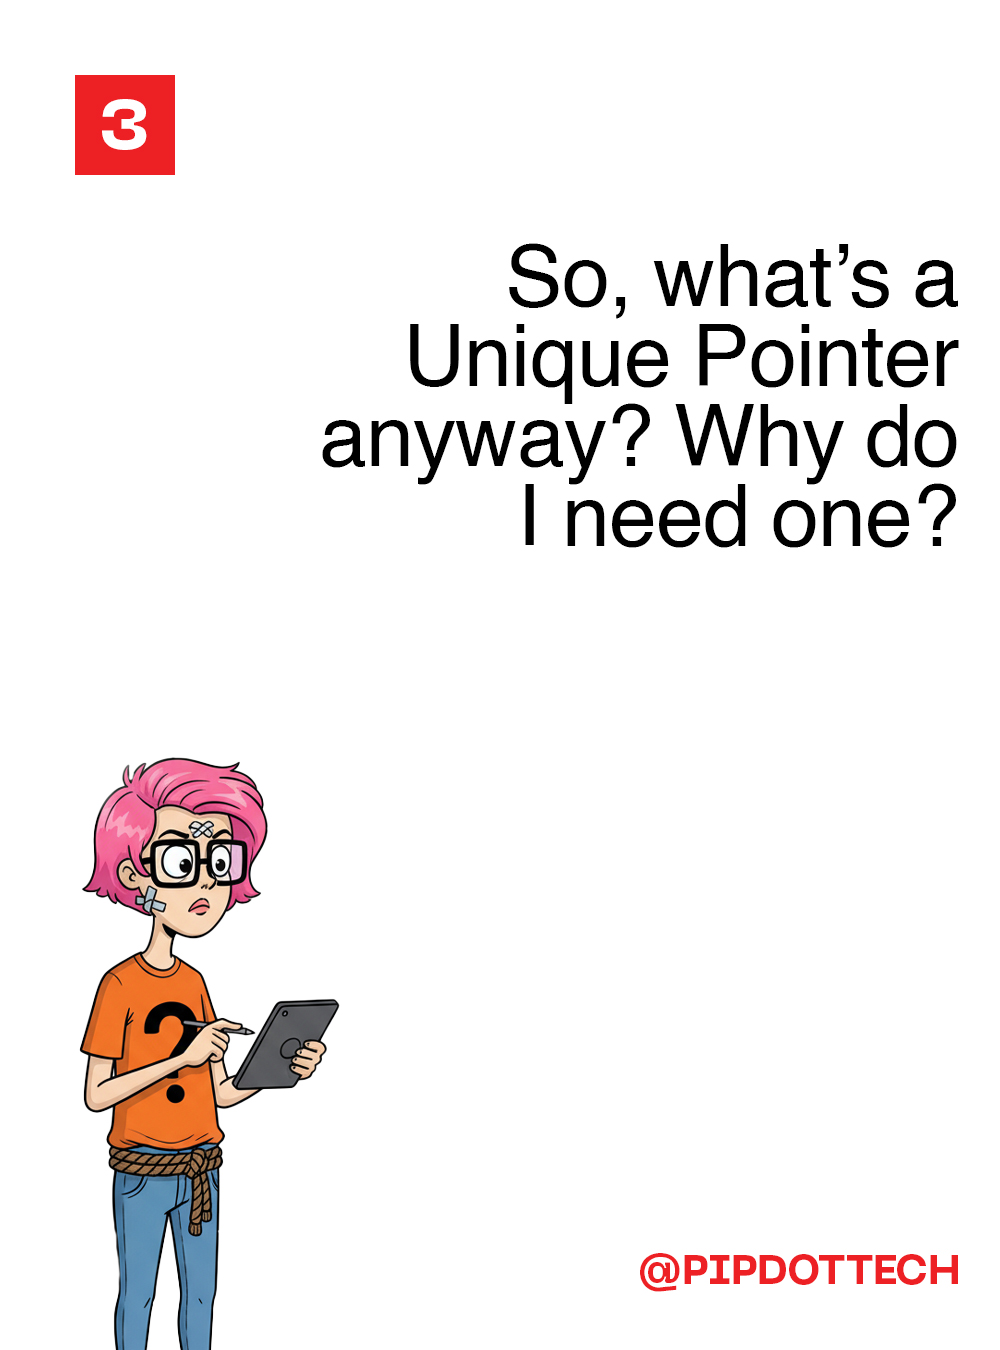 3
So, what’s a
Unique Pointer
anyway? Why do
I need one?
?
@PIPDOTTECH